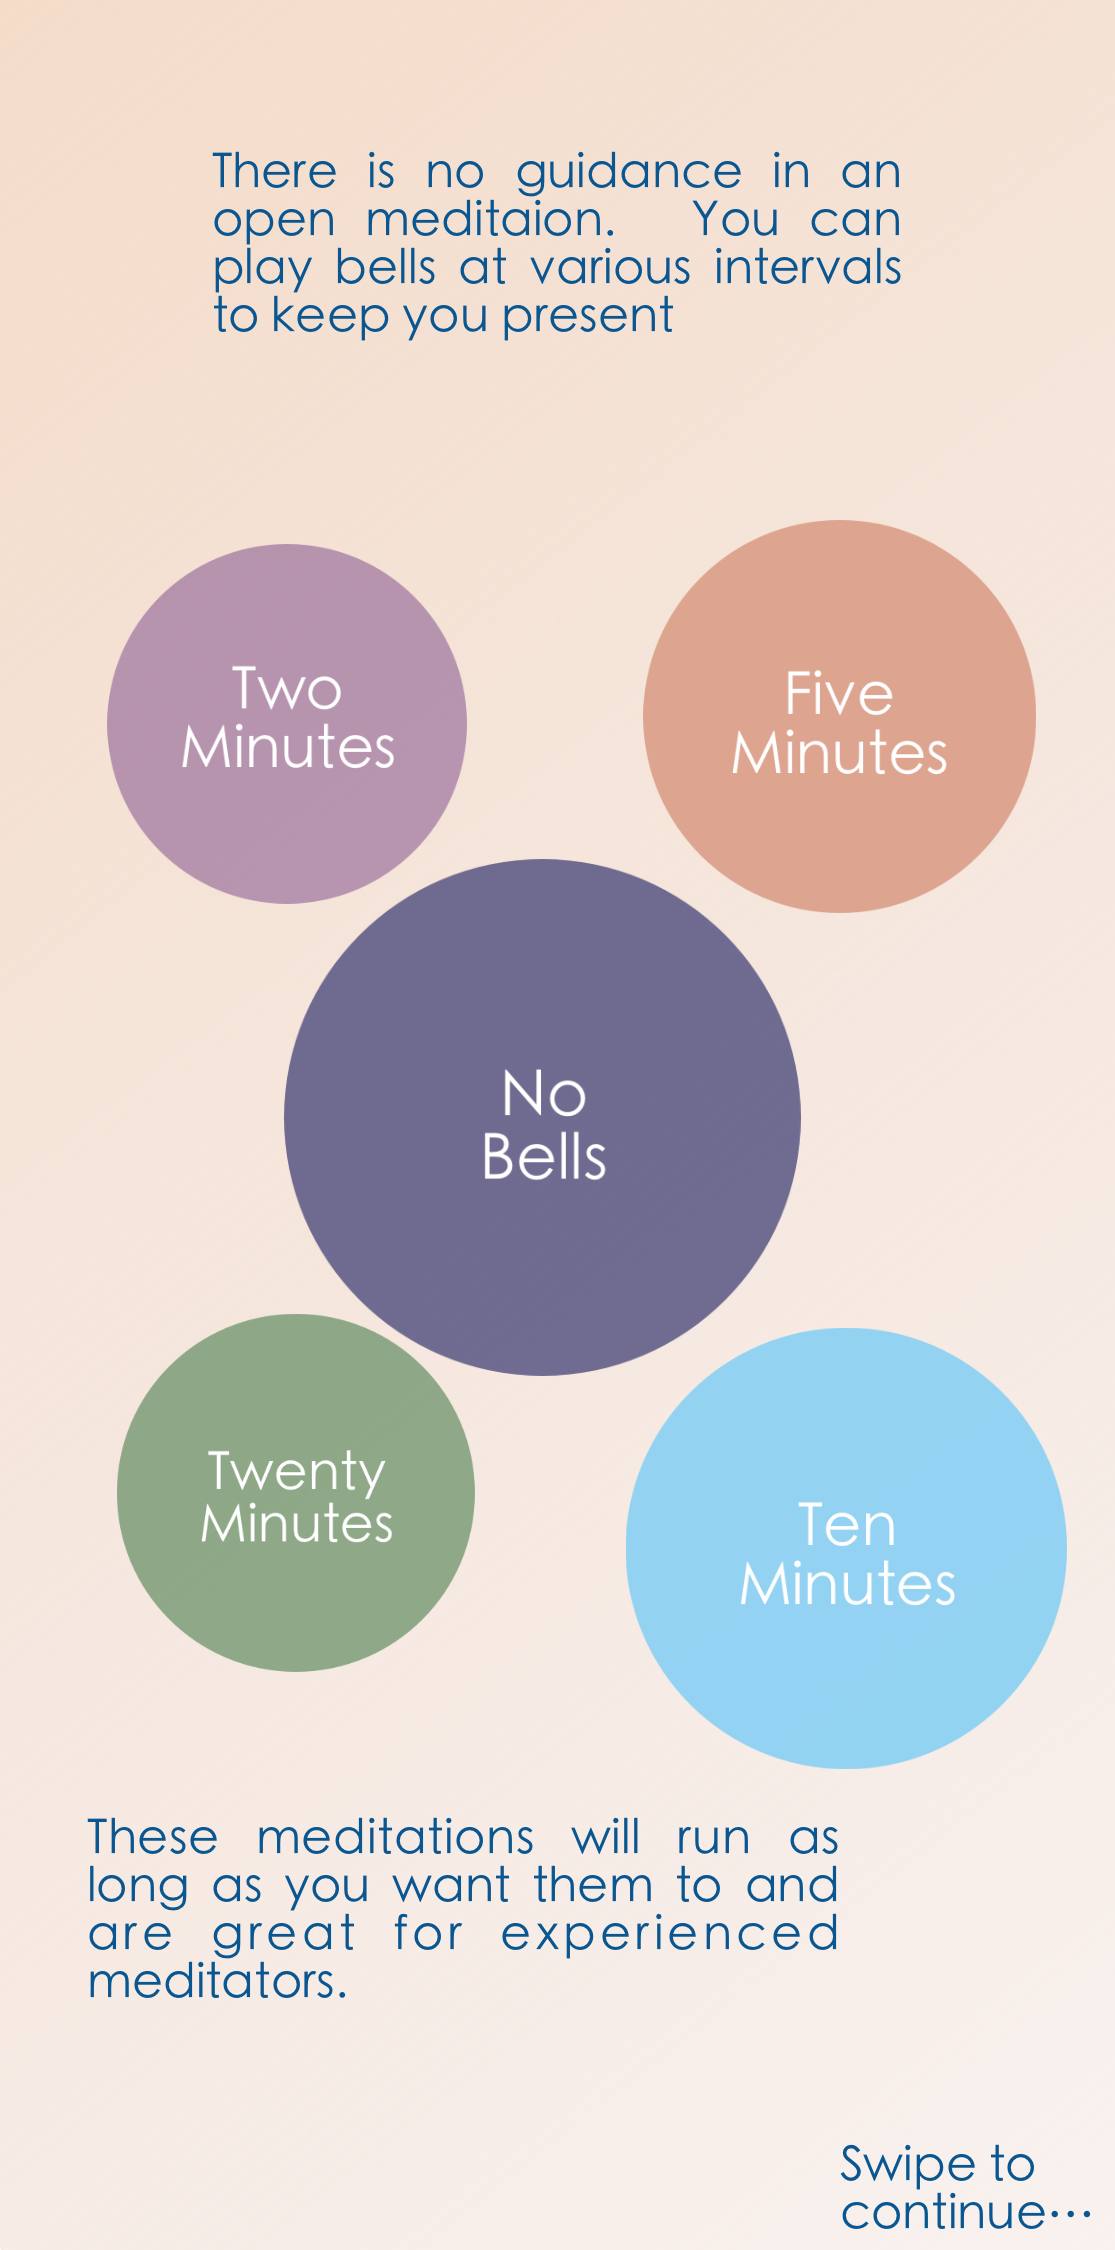 There is no guidance in an
open meditaion. You can
play bells at various intervals
to keep you present
Two
Minutes
Five
Minutes
No
Bells
Twenty
Minutes
Ten
Minutes
These meditations will run as
long as you want them to and
are great for experienced
meditators.
Swipe to
continue...